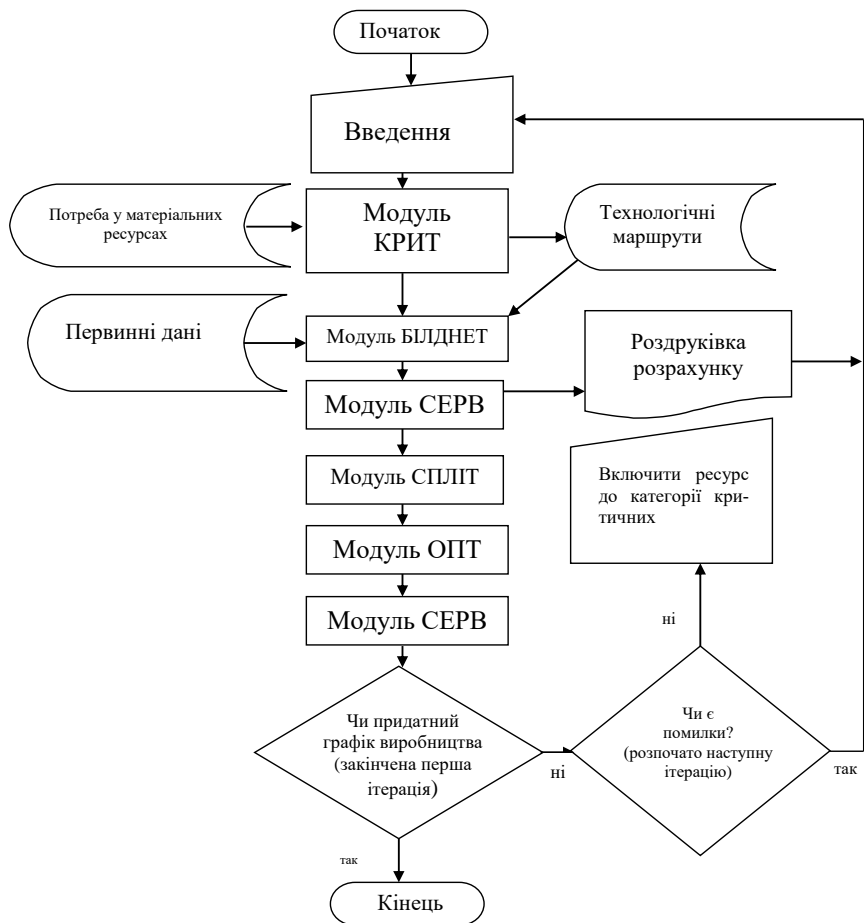 Початок
Введення
Потреба у матеріальних
ресурсах
Модуль
КРИТ
Технологічні
маршрути
Первинні дані
Модуль БІЛДНЕТ
Роздруківка
розрахунку
Модуль СЕРВ
Включити ресурс
до категорії кри-
тичних
Модуль СПЛІТ
Модуль ОПТ
Модуль СЕРВ
ні
Чи придатний
графік виробництва
(закінчена перша
ітерація)
ні
Чи є
помилки?
(розпочато наступну
ітерацію)
так
так
Кінець